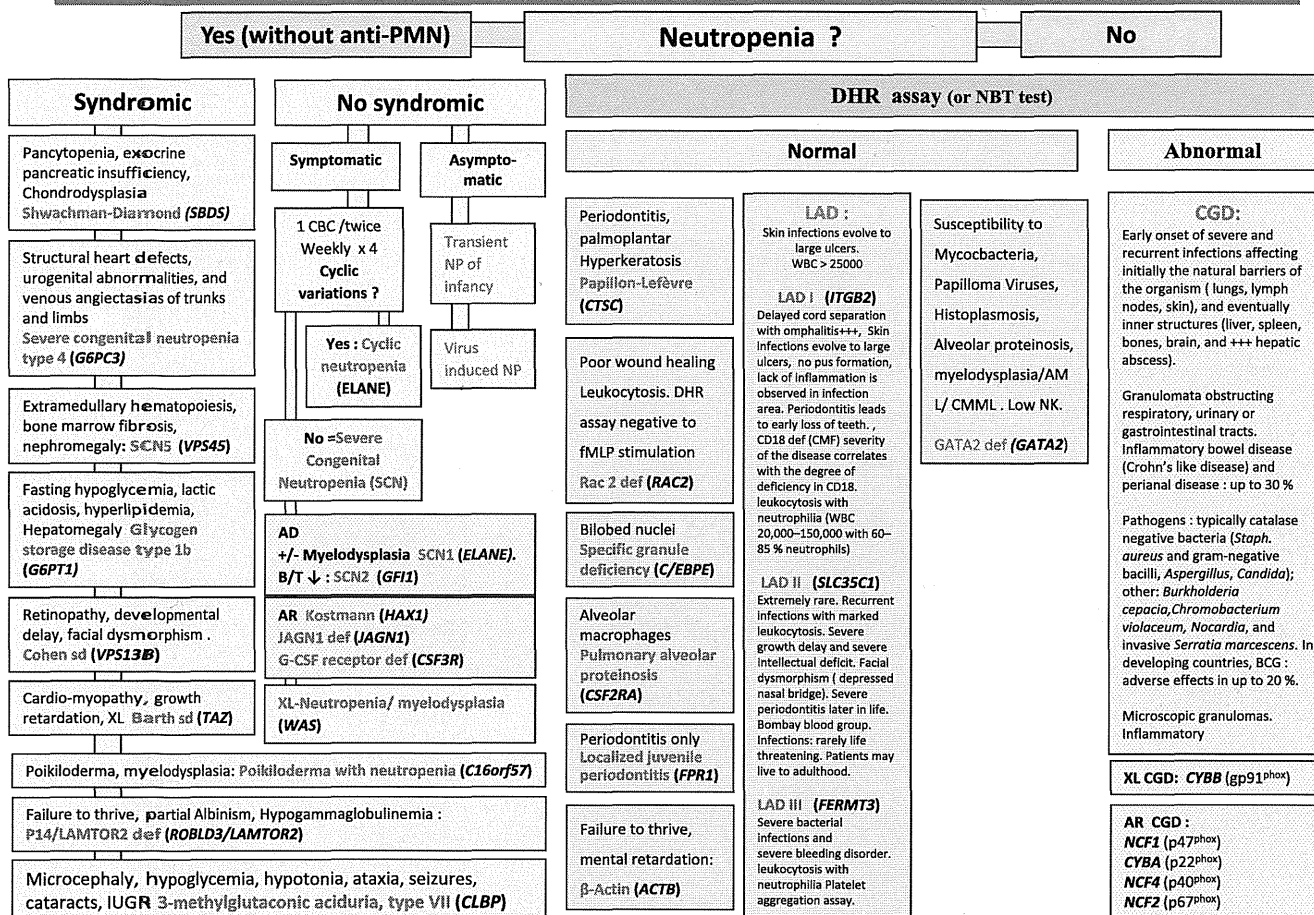 Yes (without anti-PMN)
Neutropenia ?
No
Syndromic
Pancytopenia, exocrine
pancreatic insufficiency,
Chondrodysplasia
Shwachman-Diamond (SBDS)
Structural heart defects,
urogenital abnormalities, and
venous angiectasias of trunks
and limbs
Severe congenital neutropenia
type 4 (G6PC3)
Extramedullary hematopoiesis,
bone marrow fibrosis,
nephromegaly: SCN5 (VPS45)
Fasting hypoglycemia, lactic
acidosis, hyperlipidemia,
Hepatomegaly Glycogen
storage disease type 1b
(G6PT1)
Retinopathy, developmental
delay, facial dysmorphism .
Cohen sd (VPS13B)
Cardio-myopathy, growth
retardation, XL Barth sd (TAZ)
Poikiloderma, myelodysplasia: Poikiloderma with neutropenia (C16orf57)
Failure to thrive, partial Albinism, Hypogammaglobulinemia :
P14/LAMTOR2 def (ROBLD3/LAMTOR2)
Microcephaly, hypoglycemia, hypotonia, ataxia, seizures,
cataracts, IUGR 3-methylglutaconic aciduria, type VII (CLBP)
No syndromic
Symptomatic
1 CBC /twice
Weekly x 4
Cyclic
variations ?
Yes : Cyclic
neutropenia
(ELANE)
No =Severe
Congenital
Neutropenia (SCN)
AD
+/- Myelodysplasia SCN1 (ELANE).
B/T ↓ : SCN2 (GFI1)
AR Kostmann (HAX1)
JAGN1 def (JAGN1)
G-CSF receptor def (CSF3R)
XL-Neutropenia/ myelodysplasia
(WAS)
Asympto-
matic
Transient
NP of
infancy
Virus
induced NP
DHR assay (or NBT test)
Normal
Periodontitis,
palmoplantar
Hyperkeratosis
Papillon-Lefèvre
(CTSC)
Poor wound healing
Leukocytosis. DHR
assay negative to
fMLP stimulation
Rac 2 def (RAC2)
Bilobed nuclei
Specific granule
deficiency (C/EBPE)
Alveolar
macrophages
Pulmonary alveolar
proteinosis
(CSF2RA)
Periodontitis only
Localized juvenile
periodontitis (FPR1)
Failure to thrive,
mental retardation:
β-Actin (ACTB)
LAD :
Skin infections evolve to
large ulcers.
WBC > 25000
LAD I (ITGB2)
Delayed cord separation
with omphalitis+++, Skin
Infections evolve to large
ulcers, no pus formation,
lack of inflammation is
observed in infection
area. Periodontitis leads
to early loss of teeth. ,
CD18 def (CMF) severity
of the disease correlates
with the degree of
deficiency in CD18.
leukocytosis with
neutrophilia (WBC
20,000–150,000 with 60–
85 % neutrophils)
LAD II (SLC35C1)
Extremely rare. Recurrent
infections with marked
leukocytosis. Severe
growth delay and severe
intellectual deficit. Facial
dysmorphism ( depressed
nasal bridge). Severe
periodontitis later in life.
Bombay blood group.
Infections: rarely life
threatening. Patients may
live to adulthood.
LAD III (FERMT3)
Severe bacterial
infections and
severe bleeding disorder.
leukocytosis with
neutrophilia Platelet
aggregation assay.
Susceptibility to
Mycobacteria,
Papilloma Viruses,
Histoplasmosis,
Alveolar proteinosis,
myelodysplasia/AM
L/ CMML . Low NK.
GATA2 def (GATA2)
Abnormal
CGD:
Early onset of severe and
recurrent infections affecting
initially the natural barriers of
the organism ( lungs, lymph
nodes, skin), and eventually
inner structures (liver, spleen,
bones, brain, and +++ hepatic
abscess).
Granulomata obstructing
respiratory, urinary or
gastrointestinal tracts.
Inflammatory bowel disease
(Crohn's like disease) and
perianal disease : up to 30 %
Pathogens : typically catalase
negative bacteria (Staph.
aureus and gram-negative
bacilli, Aspergillus, Candida);
other: Burkholderia
cepacia,Chromobacterium
violaceum, Nocardia, and
invasive Serratia marcescens. In
developing countries, BCG :
adverse effects in up to 20 %.
Microscopic granulomas.
Inflammatory
XL CGD: CYBB (gp91phox)
AR CGD :
NCF1 (p47phox)
CYBA (p22phox)
NCF4 (p40phox)
NCF2 (p67phox)